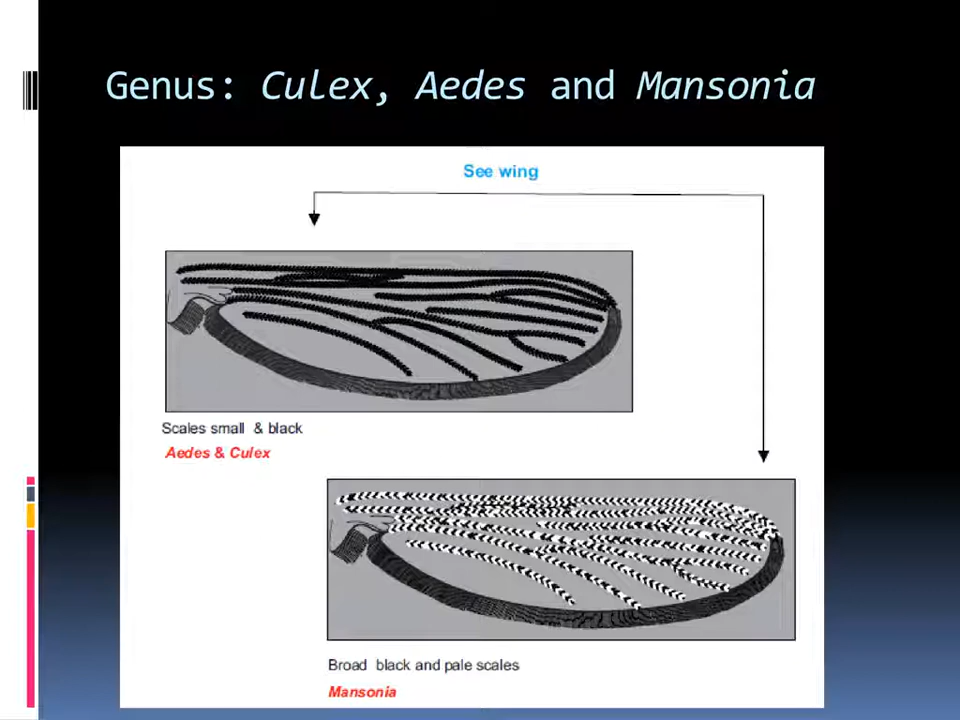 Genus: Culex, Aedes and Mansonia
See wing
Scales small & black
Aedes & Culex
Broad black and pale scales
Mansonia